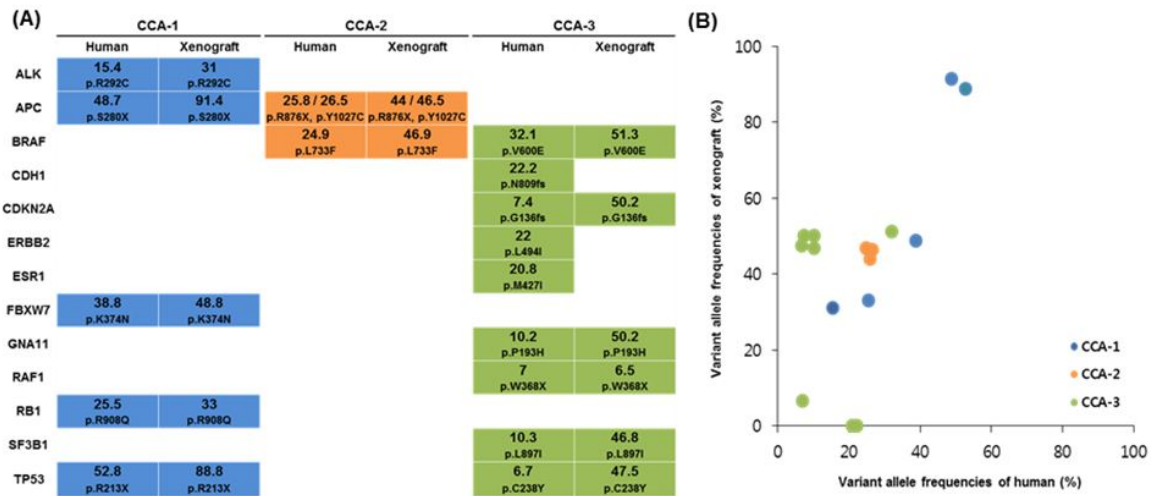 (A)
CCA-1 CCA-2 CCA-3
Human Xenograft Human Xenograft Human Xenograft
ALK 15.4 31
p.R292C p.R292C
APC 48.7 91.4 25.8 / 26.5 44 / 46.5
p.S280X p.S280X p.R876X, p.Y1027C p.R876X, p.Y1027C
BRAF 24.9 46.9 32.1 51.3
p.L733F p.L733F p.V600E p.V600E
CDH1 22.2
p.N809fs
CDKN2A 7.4 50.2
p.G136fs p.G136fs
ERBB2 22
p.L494I
ESR1 20.8
p.M427I
FBXW7 38.8 48.8
p.K374N p.K374N
GNA11 10.2 50.2
p.P193H p.P193H
RAF1 7 6.5
p.W368X p.W368X
RB1 25.5 33
p.R908Q p.R908Q
SF3B1 10.3 46.8
p.L897I p.L897I
TP53 52.8 88.8 6.7 47.5
p.R213X p.R213X p.C238Y p.C238Y
(B)
Variant allele frequencies of xenograft (%)
100
80
60
40
20
0
CCA-1
CCA-2
CCA-3
0 20 40 60 80 100
Variant allele frequencies of human (%)